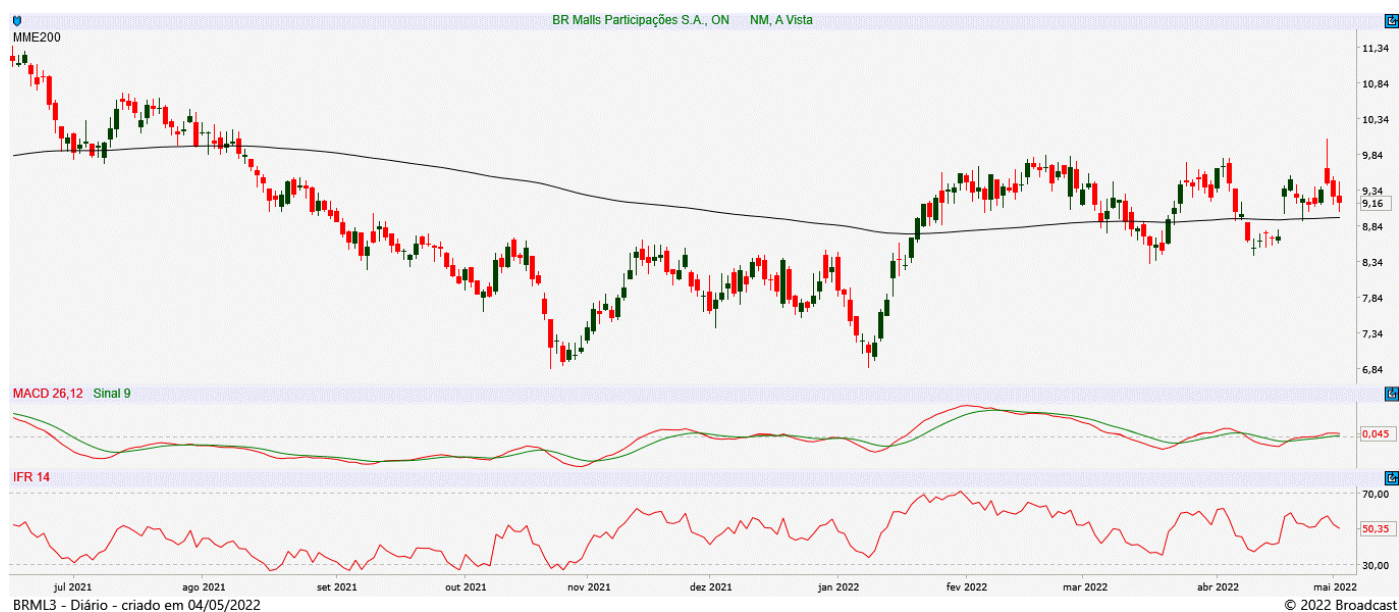 BR Malls Participações S.A., ON NM, A Vista
MME200
11,34
10,84
10,34
9,84
9,34
9,16
8,84
8,34
7,84
7,34
6,84
MACD 26,12 Sinal 9
0,045
IFR 14
70,00
50,35
30,00
jul 2021 ago 2021 set 2021 out 2021 nov 2021 dez 2021 jan 2022 fev 2022 mar 2022 abr 2022 mai 2022
BRML3 - Diário - criado em 04/05/2022 © 2022 Broadcast